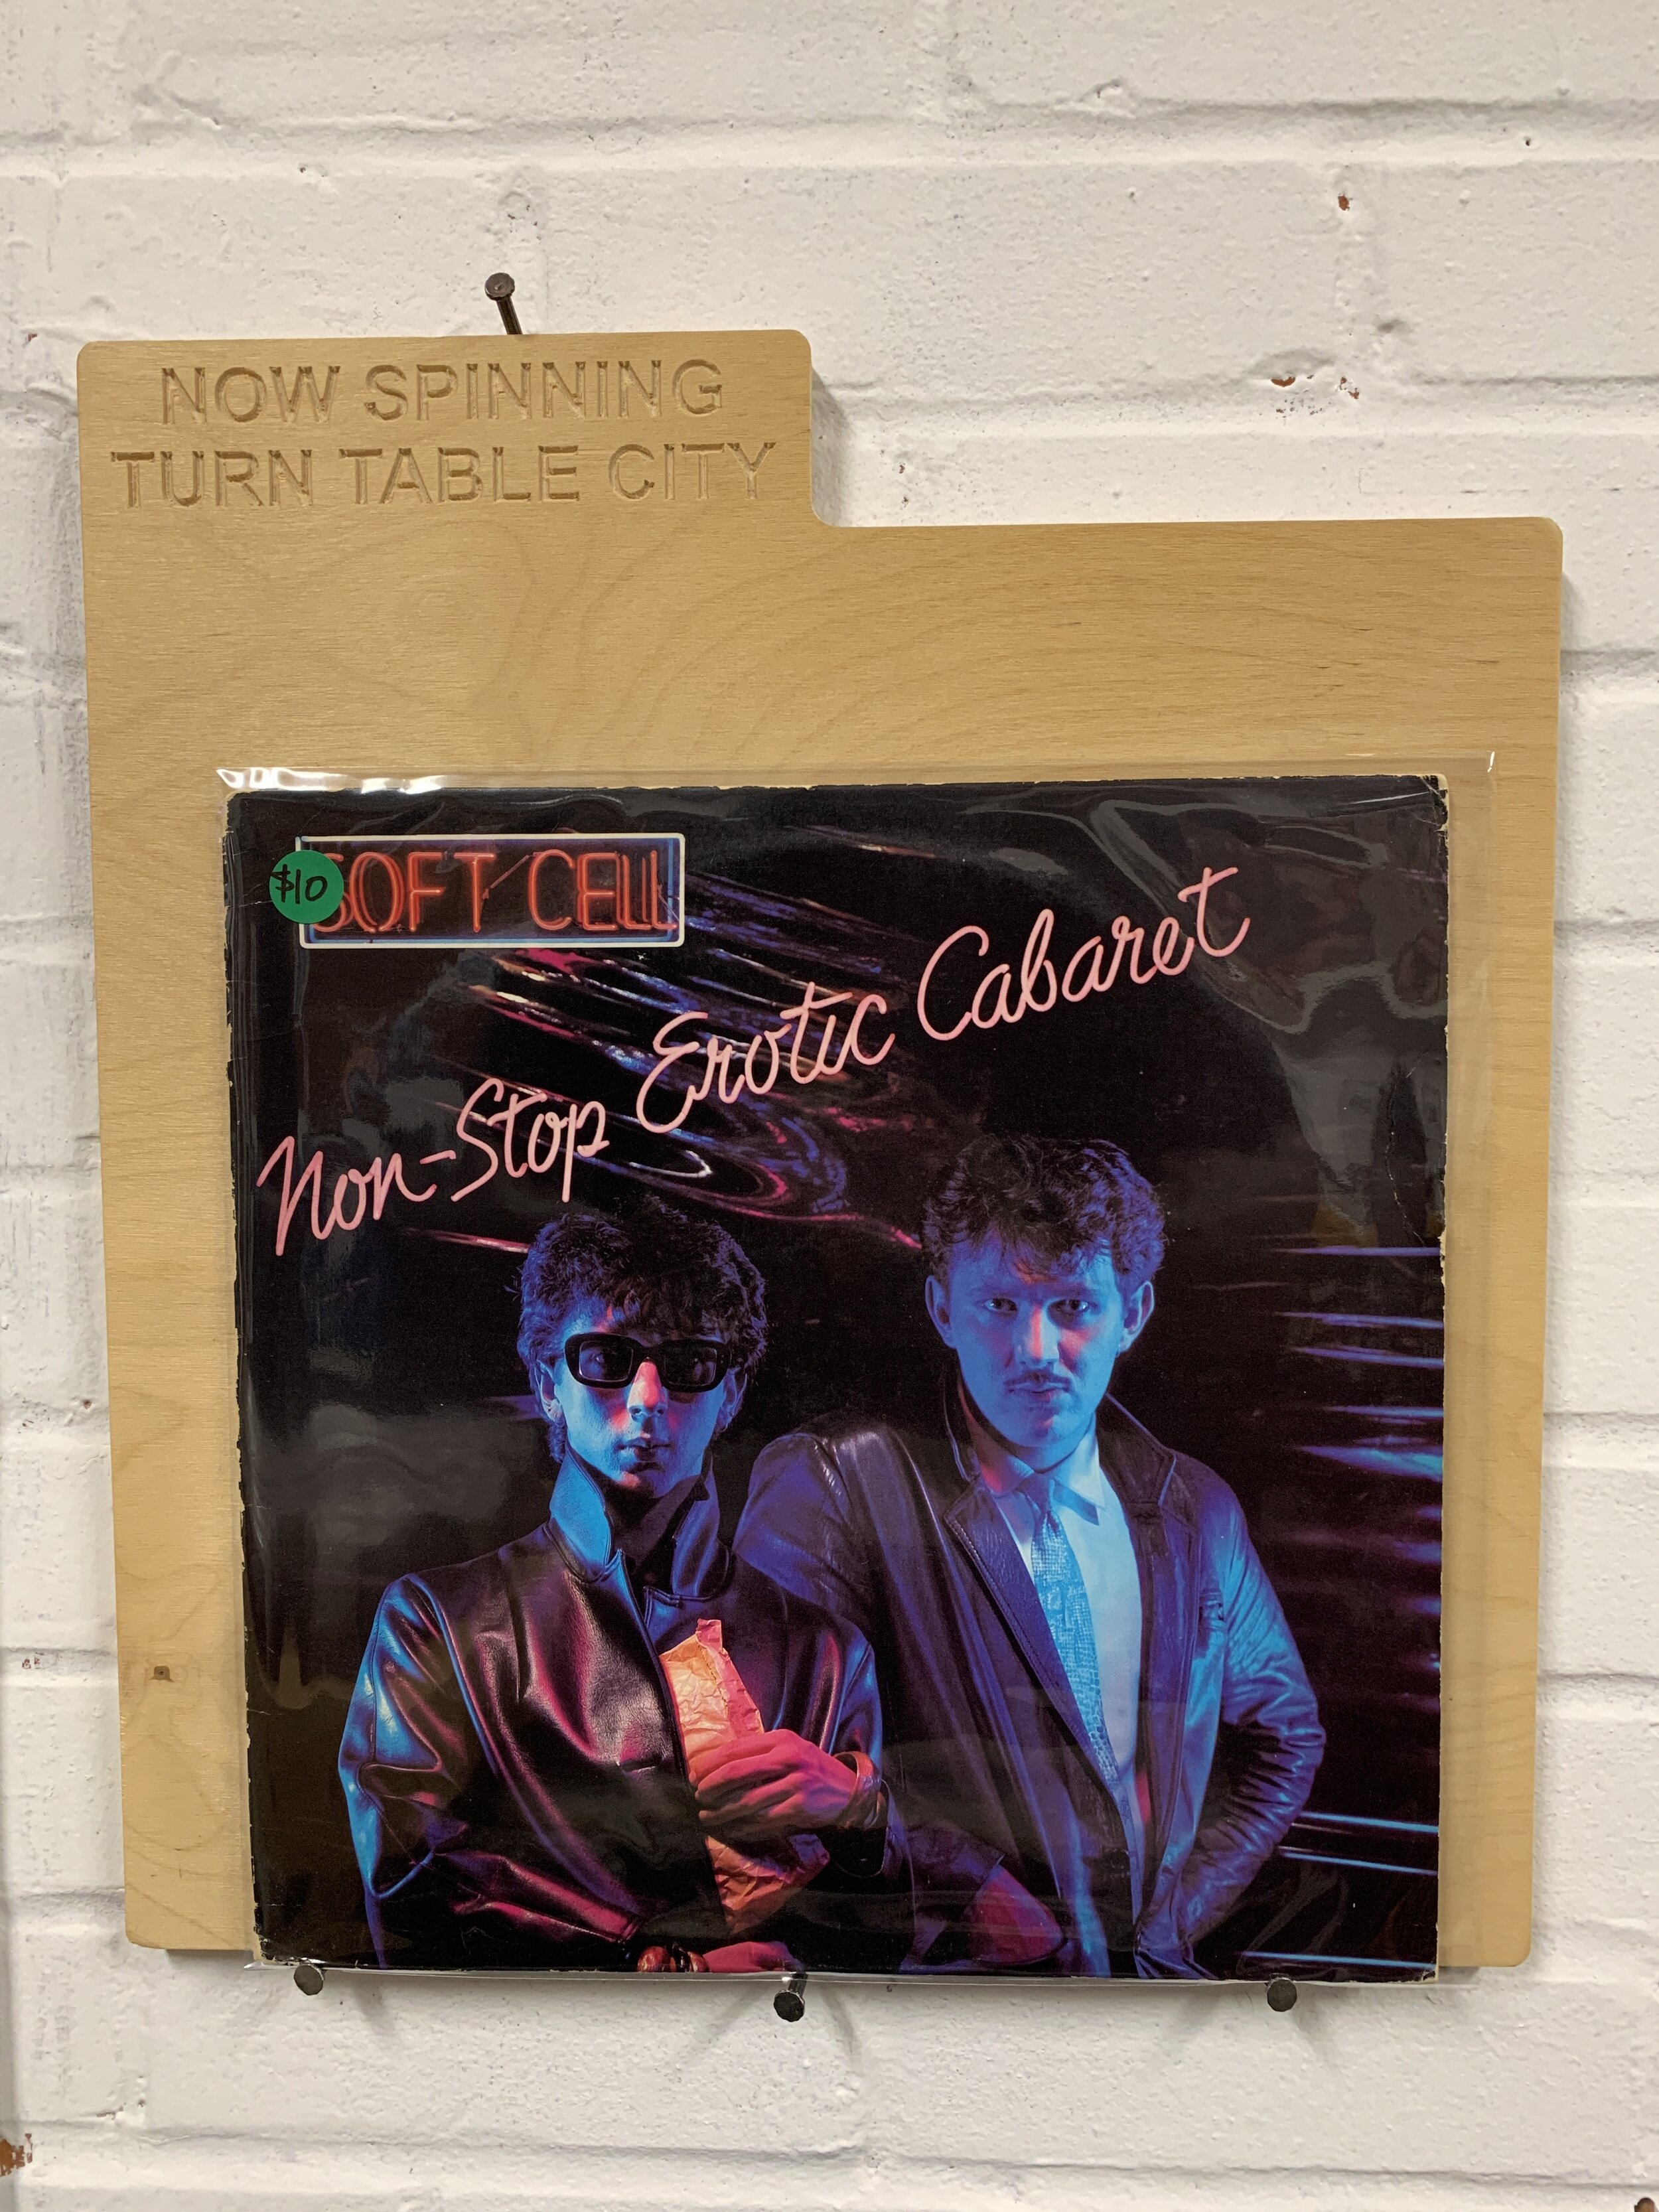 NOW SPINNING
TURN TABLE CITY
$10
SOFT CELL
Non-Stop Erotic Cabaret